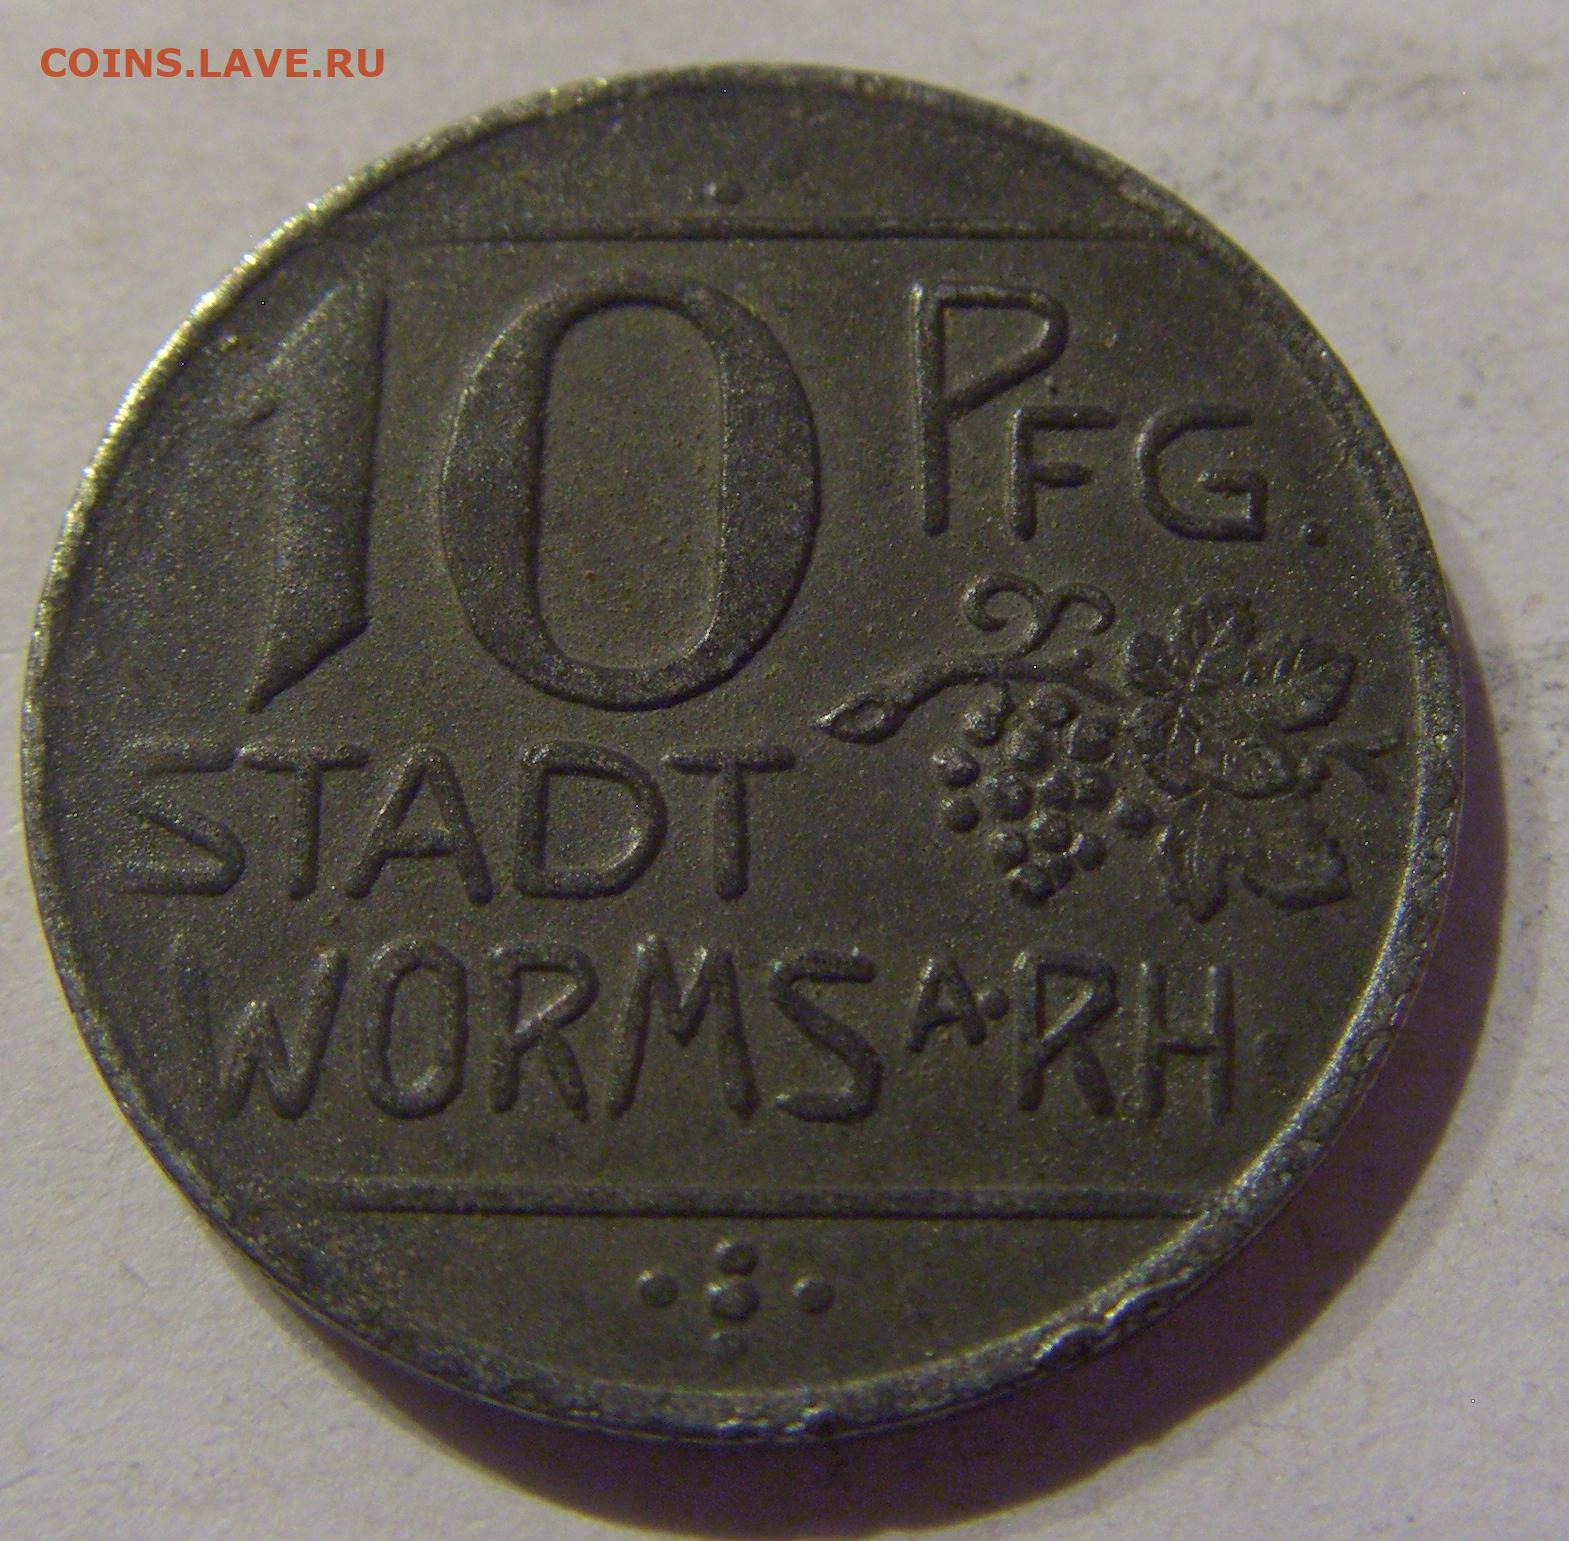 COINS.LAVE.RU
10 PFG.
STADT
WORMS A·RH